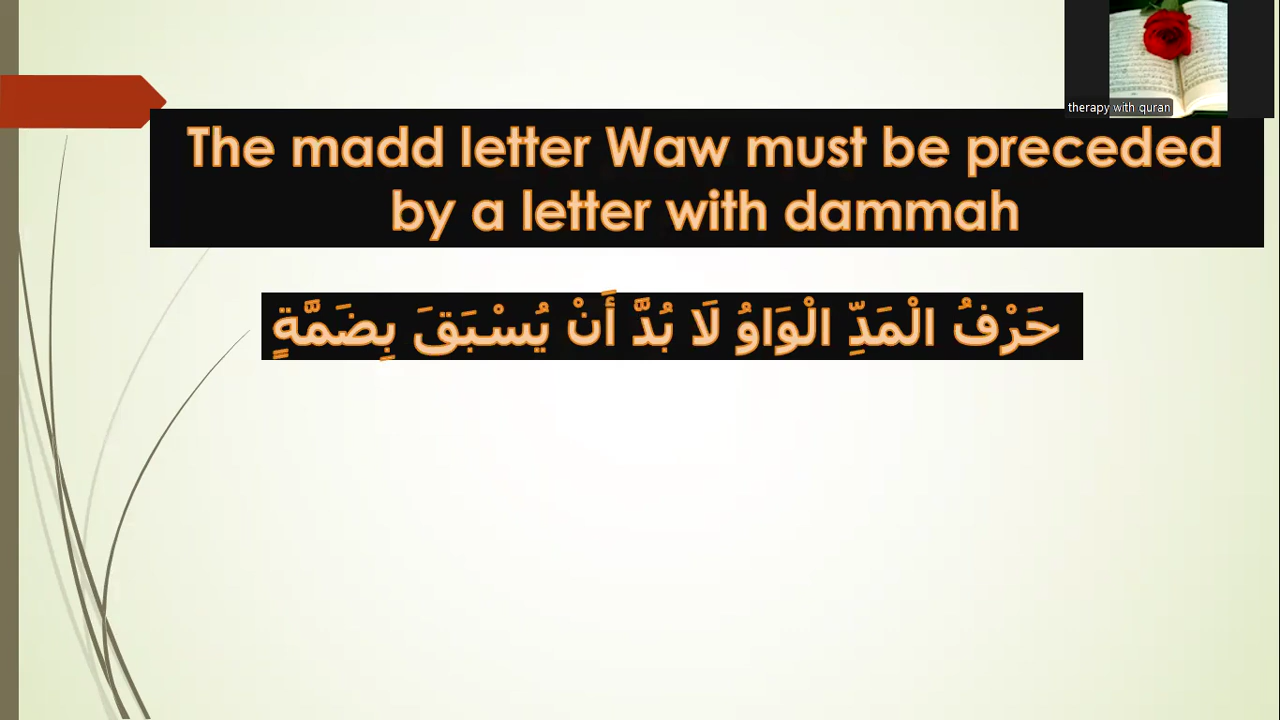 therapy with quran
The madd letter Waw must be preceded
by a letter with dammah
حَرْفُ الْمَدِّ الْوَاوُ لَا بُدَّ أَنْ يُسْبَقَ بِضَمَّةٍ